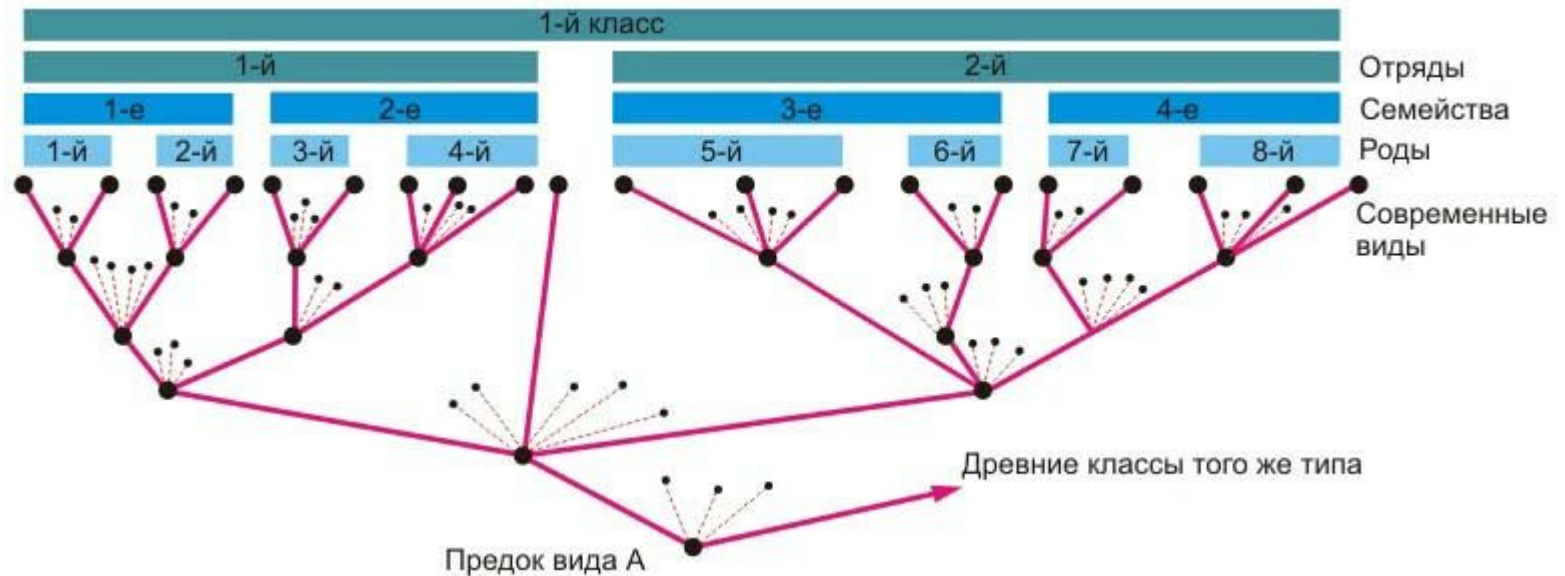 1-й класс
1-й 2-й Отряды
1-е 2-е 3-е 4-е Семейства
1-й 2-й 3-й 4-й 5-й 6-й 7-й 8-й Роды
Современные
виды
Древние классы того же типа
Предок вида А